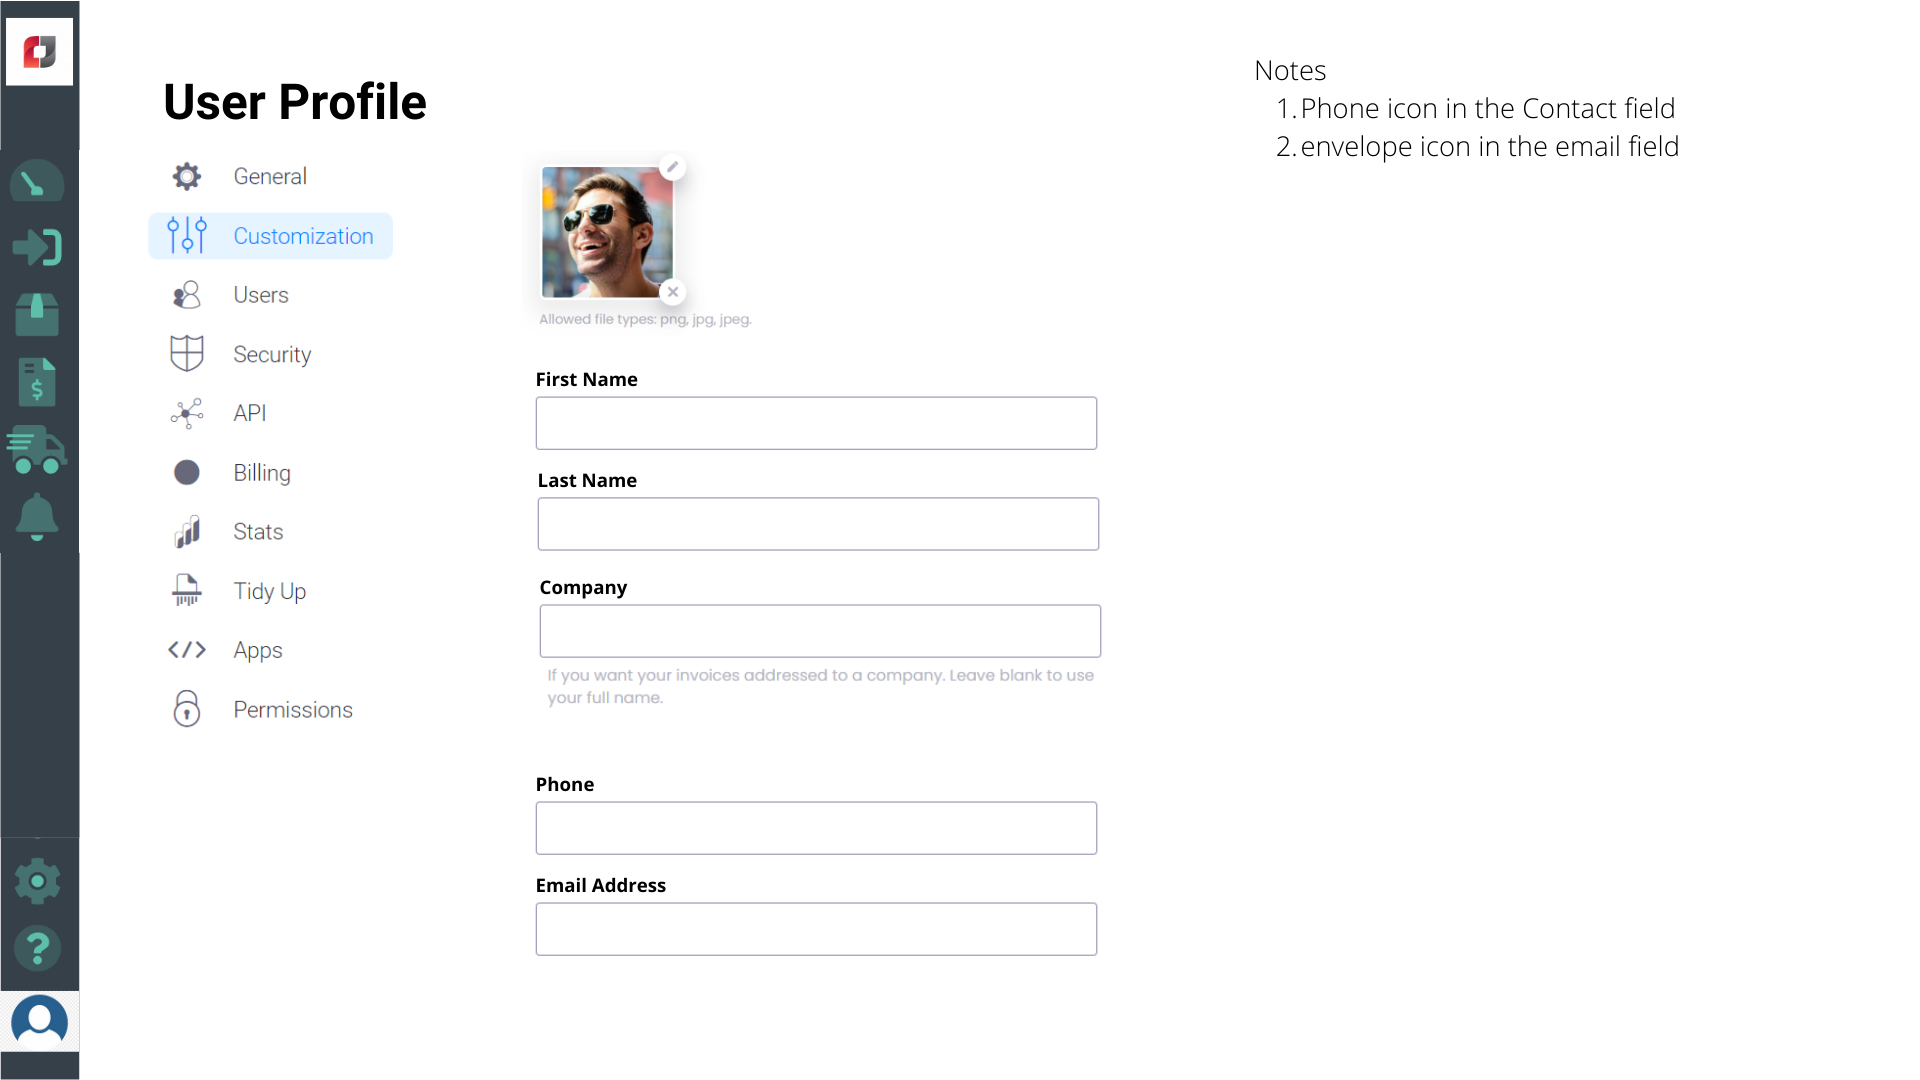 User Profile
General
Customization
Users
Security
API
Billing
Stats
Tidy Up
Apps
Permissions
Allowed file types: png, jpg, jpeg.
First Name
Last Name
Company
If you want your invoices addressed to a company. Leave blank to use
your full name.
Phone
Email Address
Notes
1. Phone icon in the Contact field
2. envelope icon in the email field
$
?